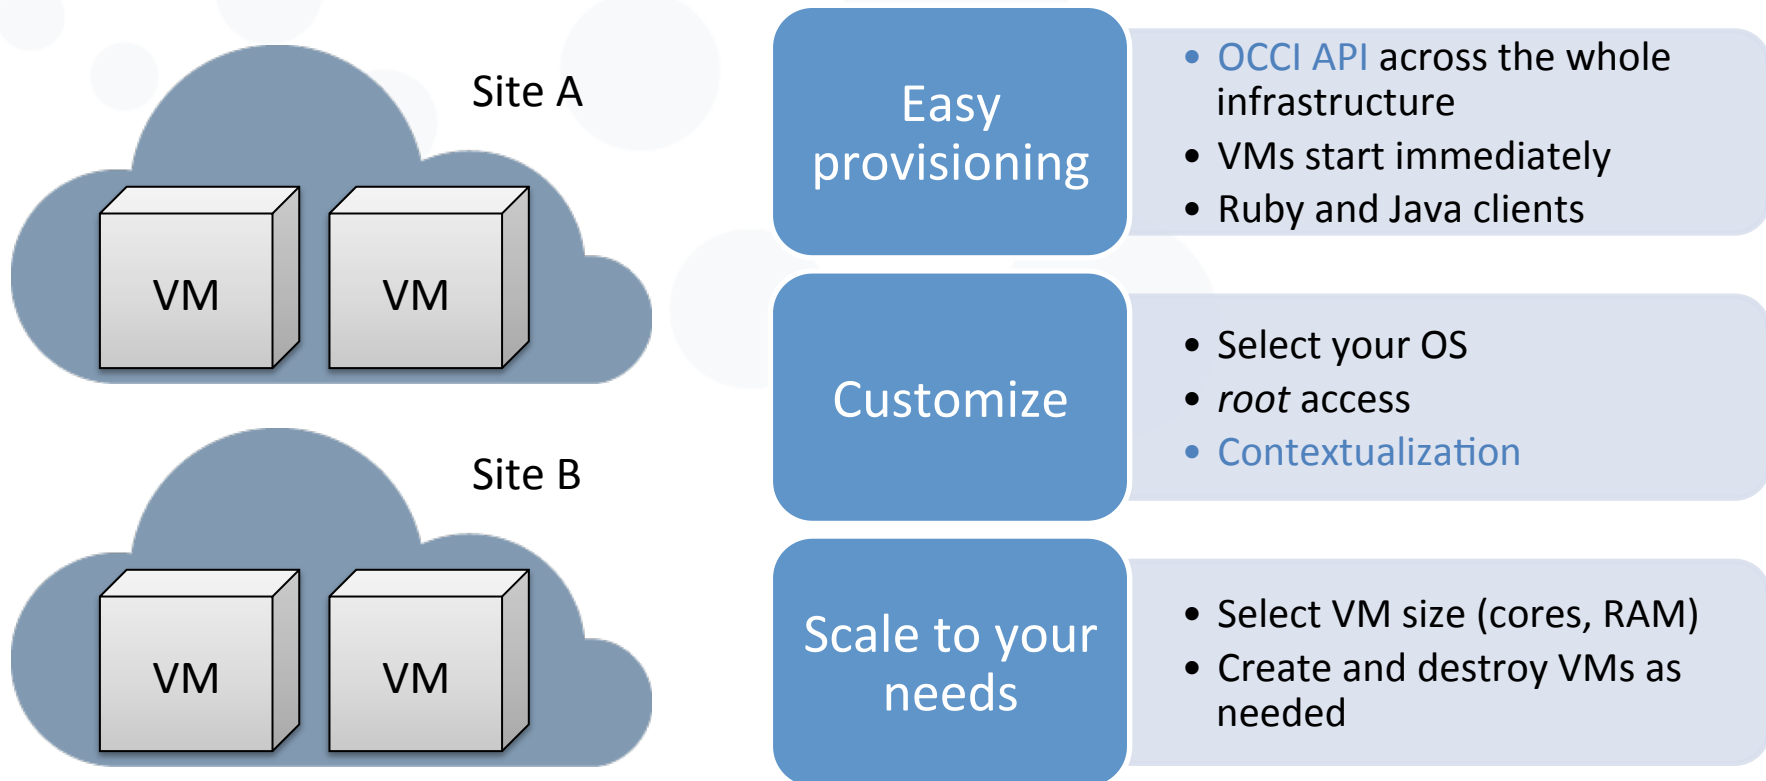 Site A
VM
VM
Site B
VM
VM
Easy
provisioning
• OCCI API across the whole
infrastructure
• VMs start immediately
• Ruby and Java clients
Customize
• Select your OS
• root access
• Contextualization
Scale to your
needs
• Select VM size (cores, RAM)
• Create and destroy VMs as
needed